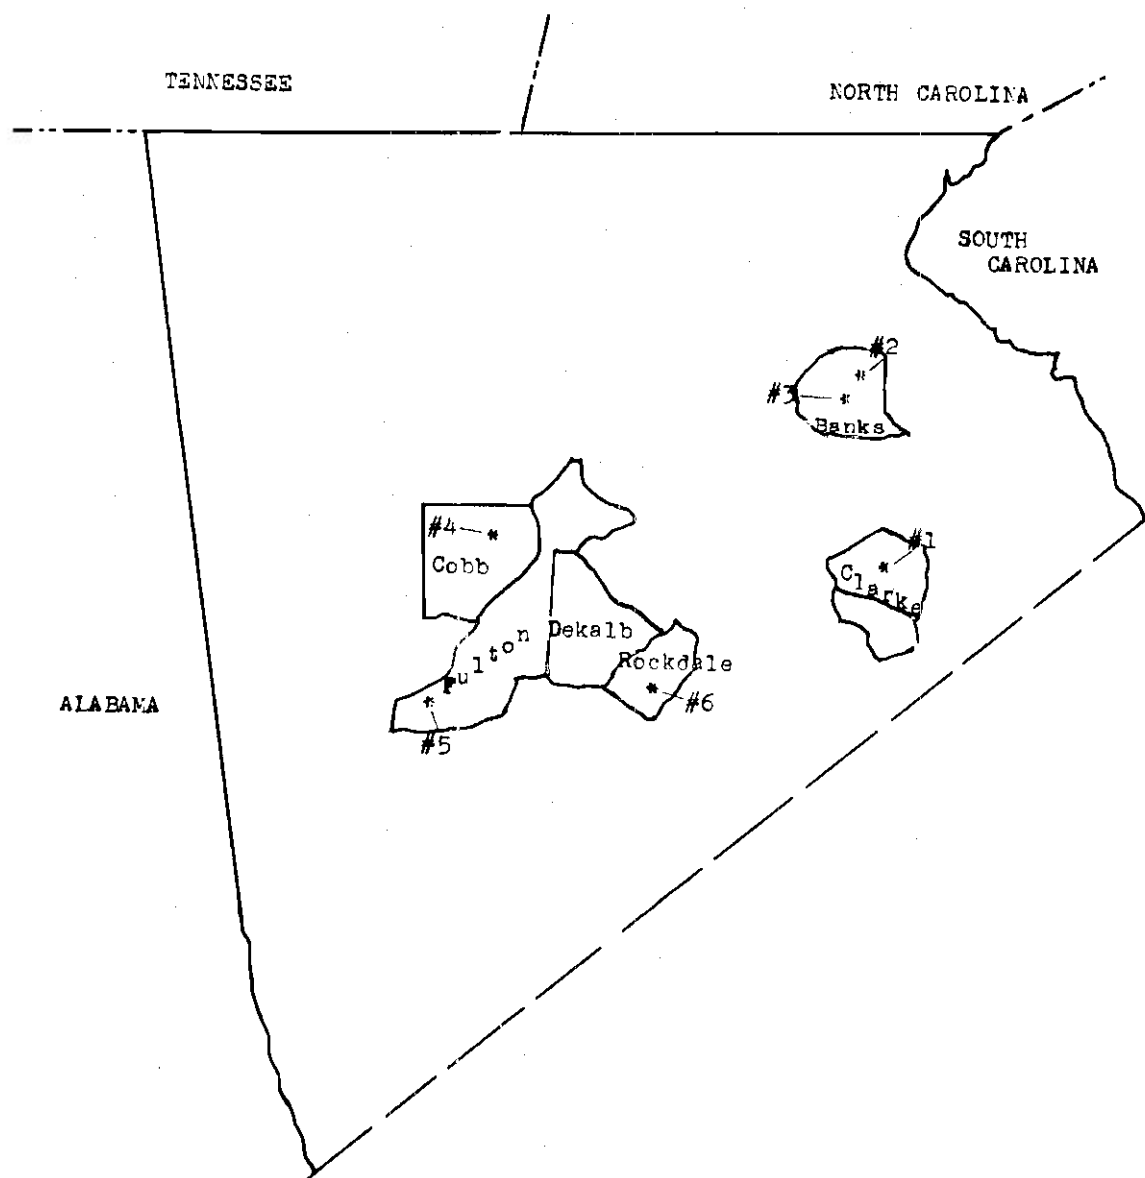 TENNESSEE
NORTH CAROLINA
SOUTH
CAROLINA
#2
#3
Banks
#4
Cobb
#1
Clarke
Fulton
Dekalb
Rockdale
#6
ALABAMA
#5